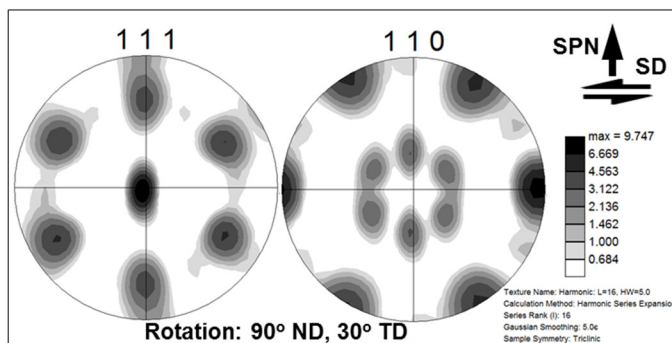 1 1 1
1 1 0
SPN
SD
max = 9.747
6.669
4.563
3.122
2.136
1.462
1.000
0.684
Texture Name: Harmonic: L=16, HW=5.0
Calculation Method: Harmonic Series Expansio
Series Rank (l): 16
Gaussian Smoothing: 5.0°
Sample Symmetry: Triclinic
Rotation: 90° ND, 30° TD